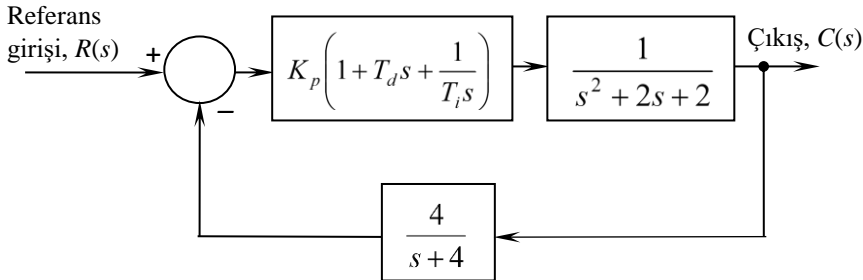 Referans
girişi, R(s)
+
−
K_p(1 + T_d s + 1/(T_i s))
1/(s^2 + 2s + 2)
Çıkış, C(s)
4/(s + 4)